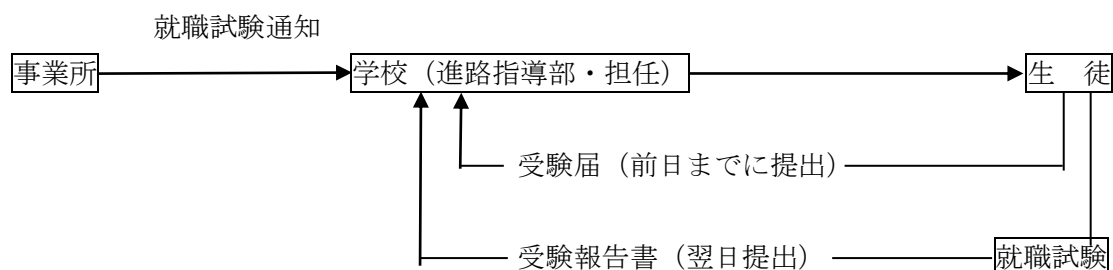 就職試験通知
事業所
学校（進路指導部・担任）
生　徒
受験届（前日までに提出）
受験報告書（翌日提出）
就職試験